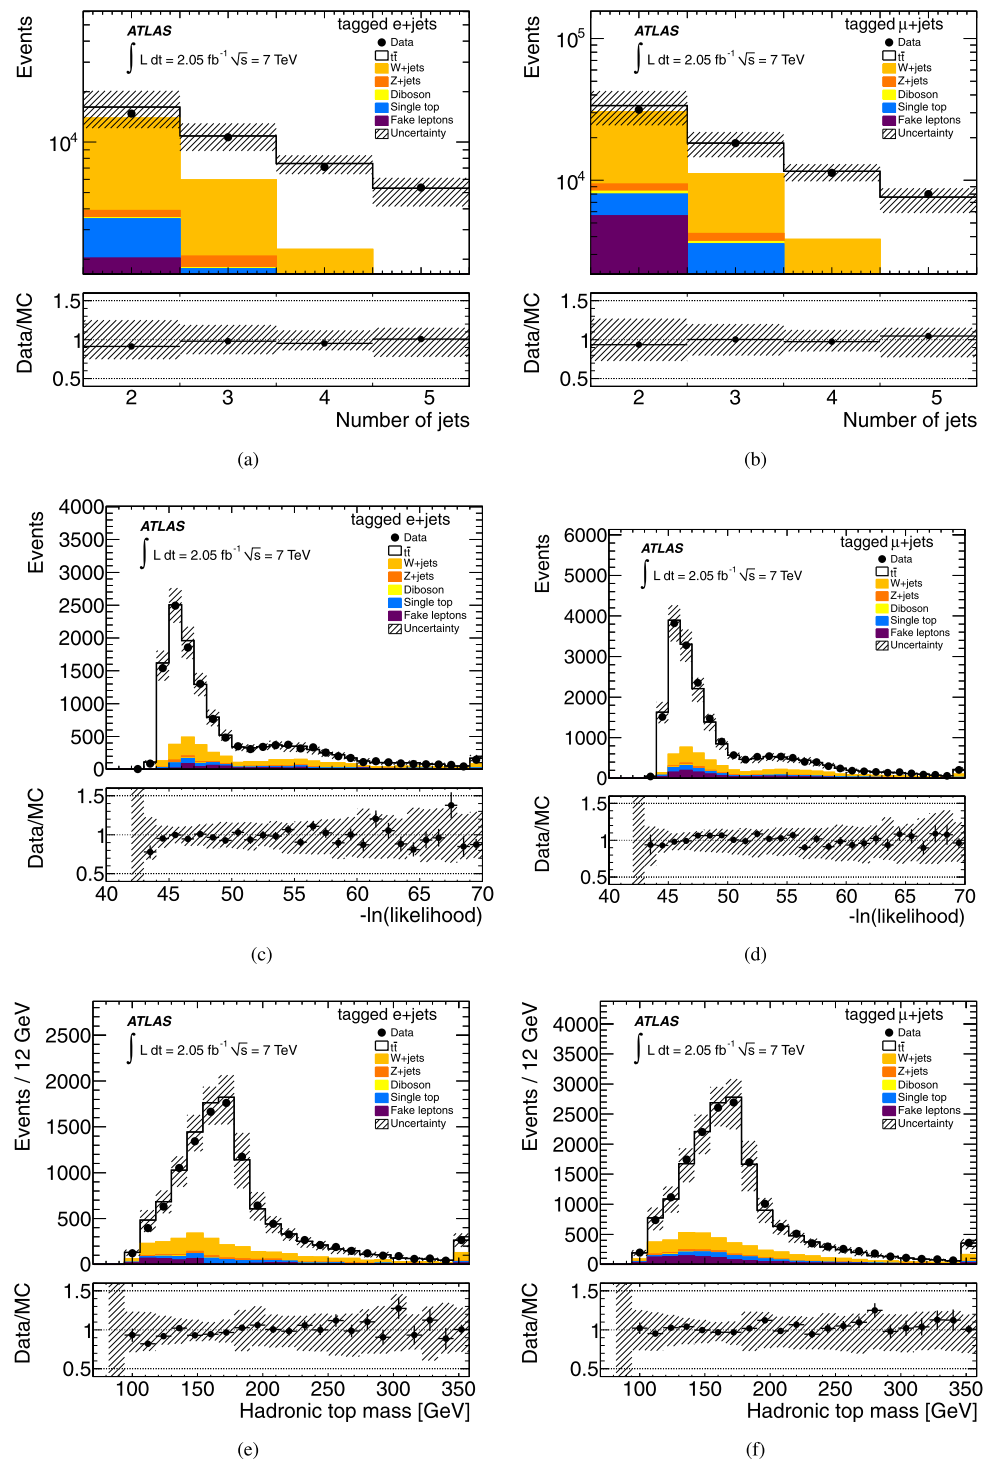 Events
ATLAS
∫ L dt = 2.05 fb⁻¹ √s = 7 TeV
tagged e+jets
Data
tt̄
W+jets
Z+jets
Diboson
Single top
Fake leptons
Uncertainty
10⁴
Data/MC
1.5
1
0.5
2 3 4 5
Number of jets
(a)
Events
ATLAS
∫ L dt = 2.05 fb⁻¹ √s = 7 TeV
tagged μ+jets
Data
tt̄
W+jets
Z+jets
Diboson
Single top
Fake leptons
Uncertainty
10⁵
10⁴
Data/MC
1.5
1
0.5
2 3 4 5
Number of jets
(b)
Events
ATLAS
∫ L dt = 2.05 fb⁻¹ √s = 7 TeV
tagged e+jets
Data
tt̄
W+jets
Z+jets
Diboson
Single top
Fake leptons
Uncertainty
4000
3500
3000
2500
2000
1500
1000
500
0
Data/MC
1.5
1
0.5
40 45 50 55 60 65 70
-ln(likelihood)
(c)
Events
ATLAS
∫ L dt = 2.05 fb⁻¹ √s = 7 TeV
tagged μ+jets
Data
tt̄
W+jets
Z+jets
Diboson
Single top
Fake leptons
Uncertainty
6000
5000
4000
3000
2000
1000
0
Data/MC
1.5
1
0.5
40 45 50 55 60 65 70
-ln(likelihood)
(d)
Events / 12 GeV
ATLAS
∫ L dt = 2.05 fb⁻¹ √s = 7 TeV
tagged e+jets
Data
tt̄
W+jets
Z+jets
Diboson
Single top
Fake leptons
Uncertainty
2500
2000
1500
1000
500
0
Data/MC
1.5
1
0.5
100 150 200 250 300 350
Hadronic top mass [GeV]
(e)
Events / 12 GeV
ATLAS
∫ L dt = 2.05 fb⁻¹ √s = 7 TeV
tagged μ+jets
Data
tt̄
W+jets
Z+jets
Diboson
Single top
Fake leptons
Uncertainty
4000
3500
3000
2500
2000
1500
1000
500
0
Data/MC
1.5
1
0.5
100 150 200 250 300 350
Hadronic top mass [GeV]
(f)